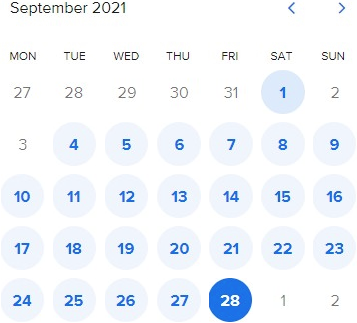 September 2021
MON TUE WED THU FRI SAT SUN
27 28 29 30 31 1 2
3 4 5 6 7 8 9
10 11 12 13 14 15 16
17 18 19 20 21 22 23
24 25 26 27 28 1 2